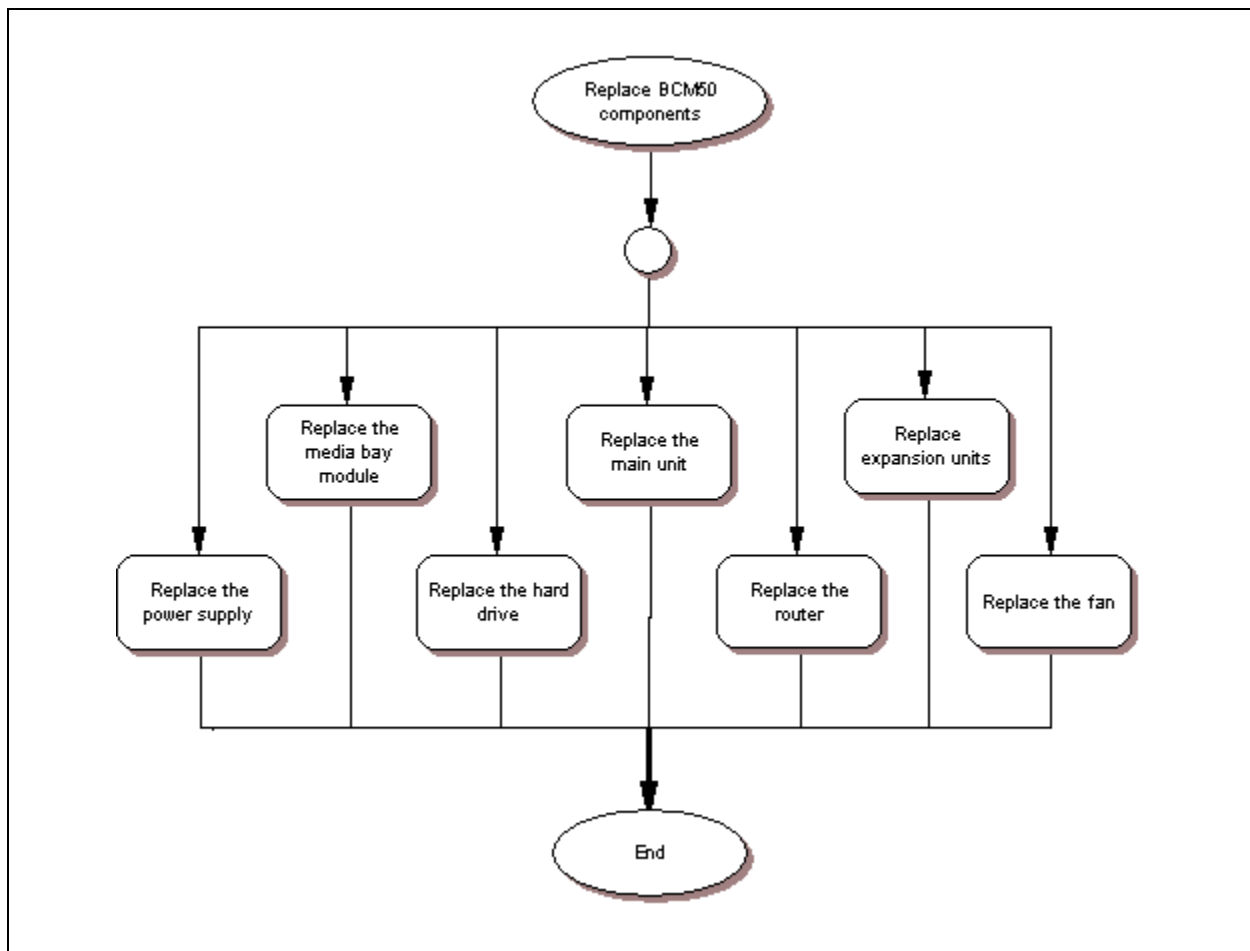 Replace BCM50
components
Replace the
media bay
module
Replace the
main unit
Replace
expansion units
Replace the
power supply
Replace the hard
drive
Replace the
router
Replace the fan
End